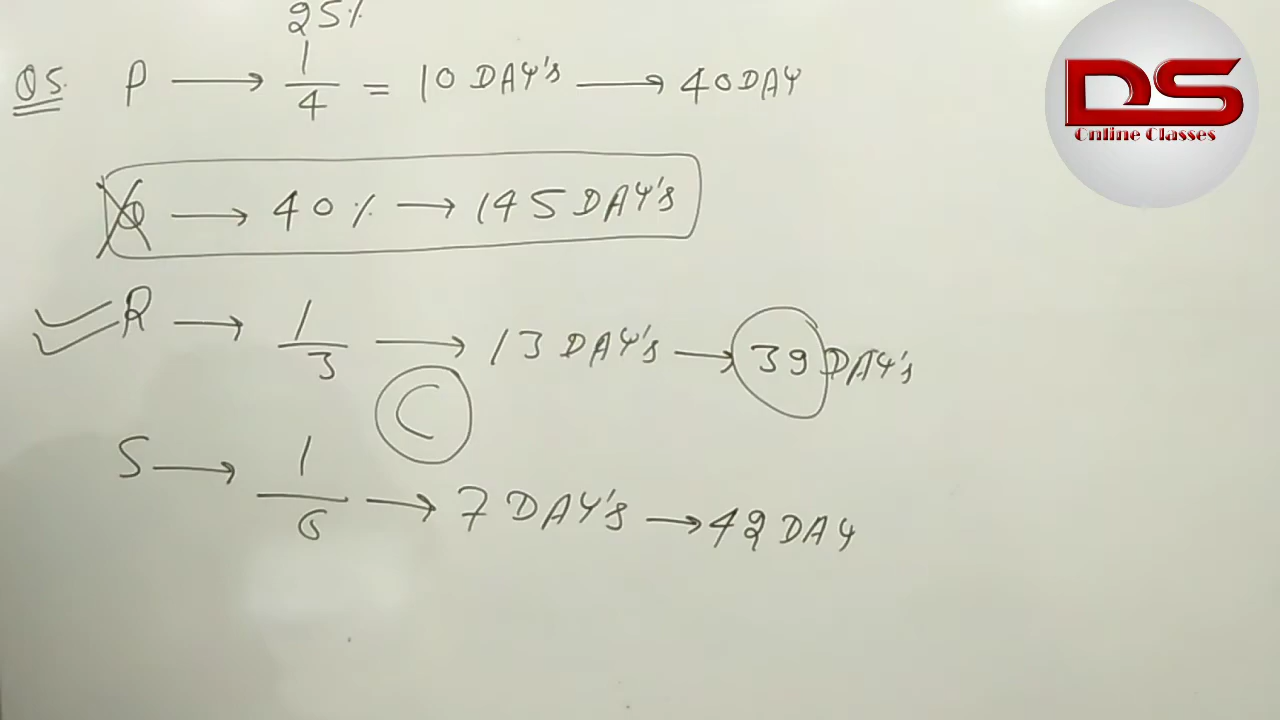 25%
Q5. P → 1/4 = 10 DAY's → 40 DAY
Q → 40% → 145 DAY's
R → 1/3 → 13 DAY's → 39 DAY's
C
S → 1/6 → 7 DAY's → 42 DAY
DS
Online Classes